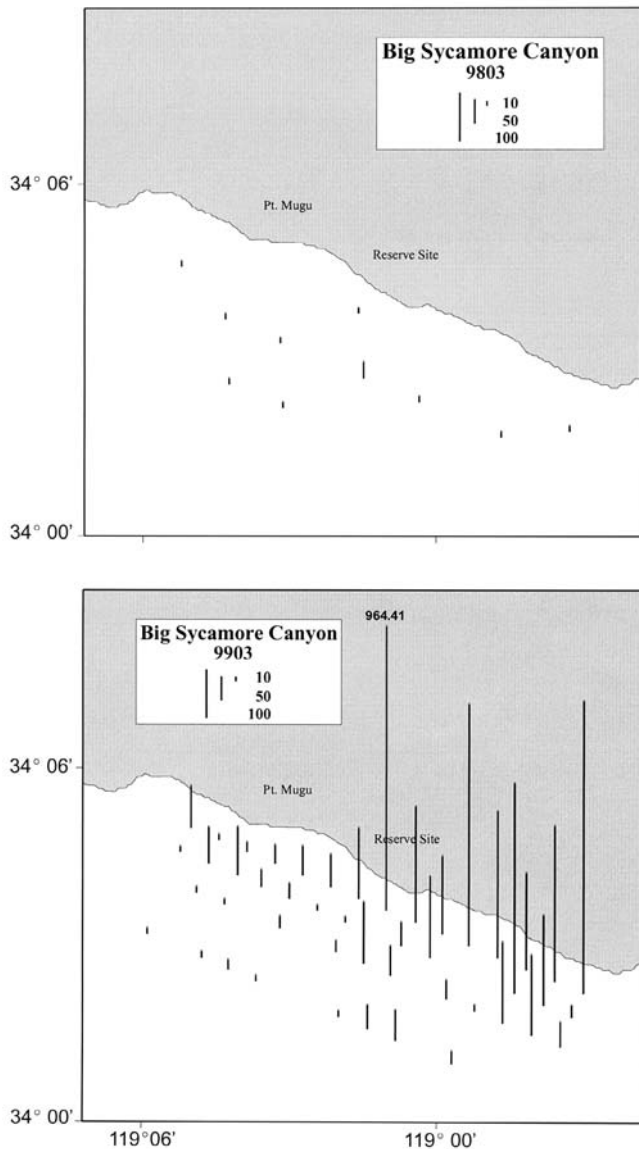 Big Sycamore Canyon
9803
10
50
100
34° 06'
Pt. Mugu
Reserve Site
34° 00'
964.41
Big Sycamore Canyon
9903
10
50
100
34° 06'
Pt. Mugu
Reserve Site
34° 00'
119° 06'
119° 00'